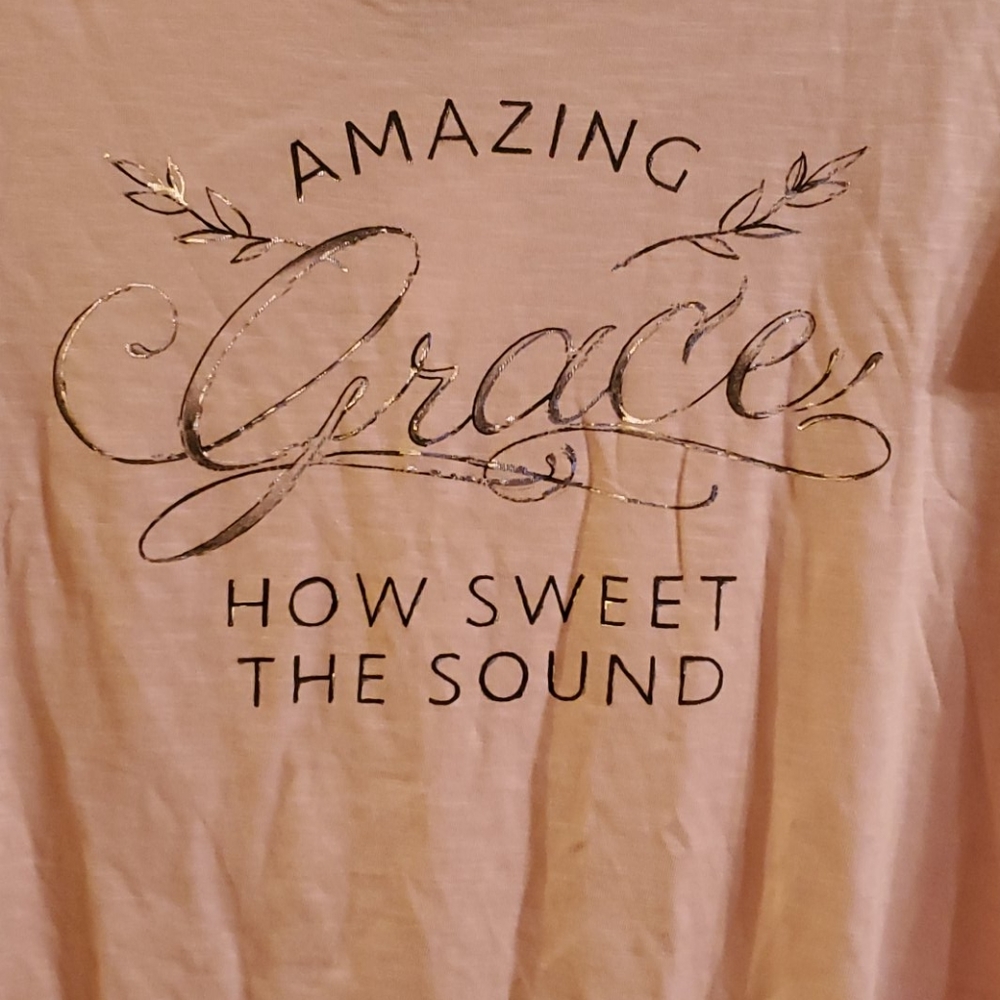 AMAZING
Grace
HOW SWEET
THE SOUND